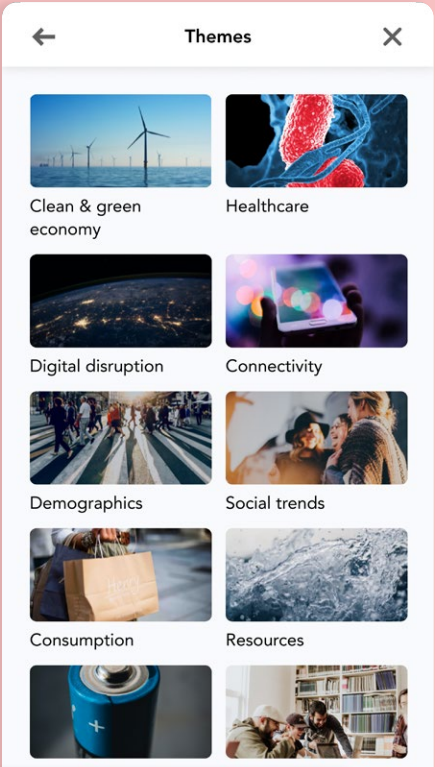 Themes
Clean & green
economy
Healthcare
Digital disruption
Connectivity
Demographics
Social trends
Consumption
Resources